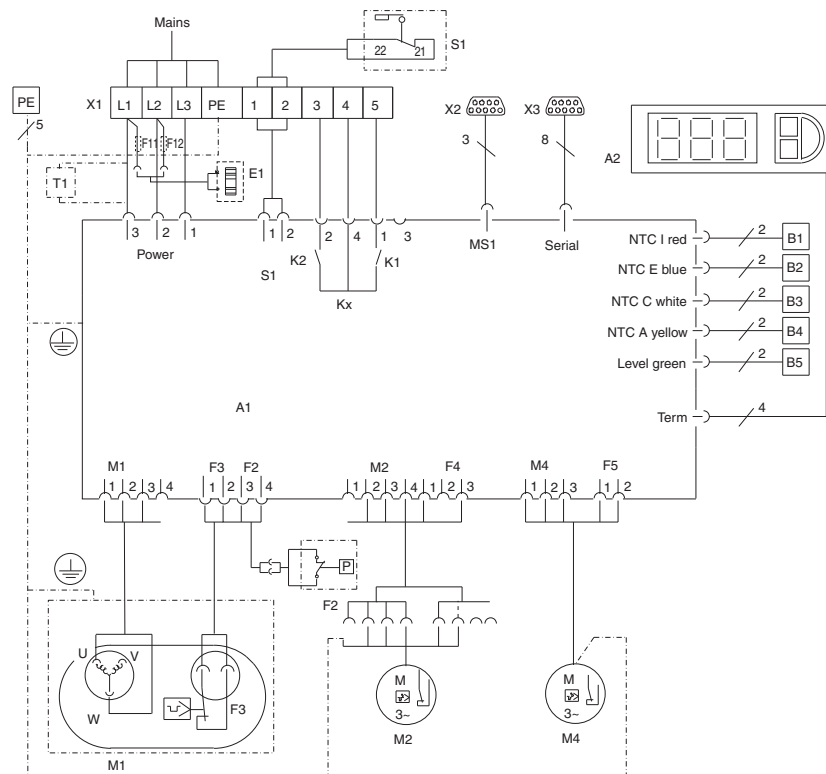 Mains
22 21 S1
PE
X1 L1 L2 L3 PE 1 2 3 4 5
X2 X3
A2
5
F11 F12
3 8
T1
E1
3 2 1
1 2
2 4 1 3
Power
S1
K2 K1
Kx
MS1
Serial
NTC I red 2 B1
NTC E blue 2 B2
NTC C white 2 B3
NTC A yellow 2 B4
Level green 2 B5
A1
Term 4
M1 F3 F2 M2 F4 M4 F5
1 2 3 4 1 2 3 4 1 2 3 4 1 2 3 1 2 3 1 2
P
F2
U V
W
F3
M
3~
M
3~
M2
M4
M1